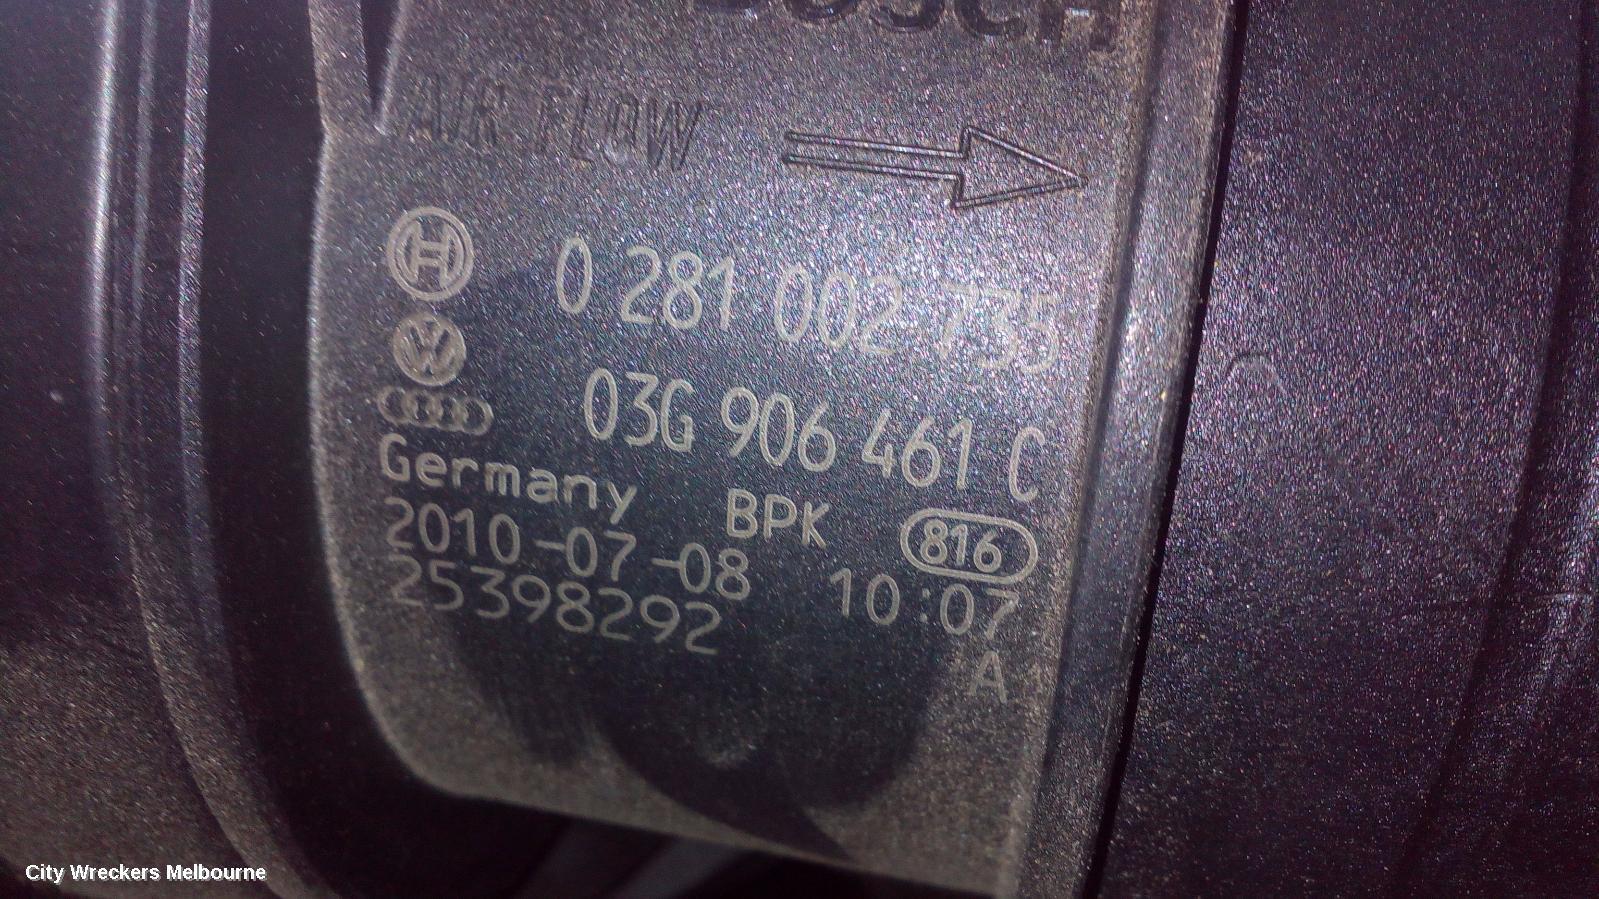 BOSCH
AIR FLOW
0 281 002 735
03G 906 461 C
Germany BPK 816
2010-07-08 10:07
25398292 A
City Wreckers Melbourne